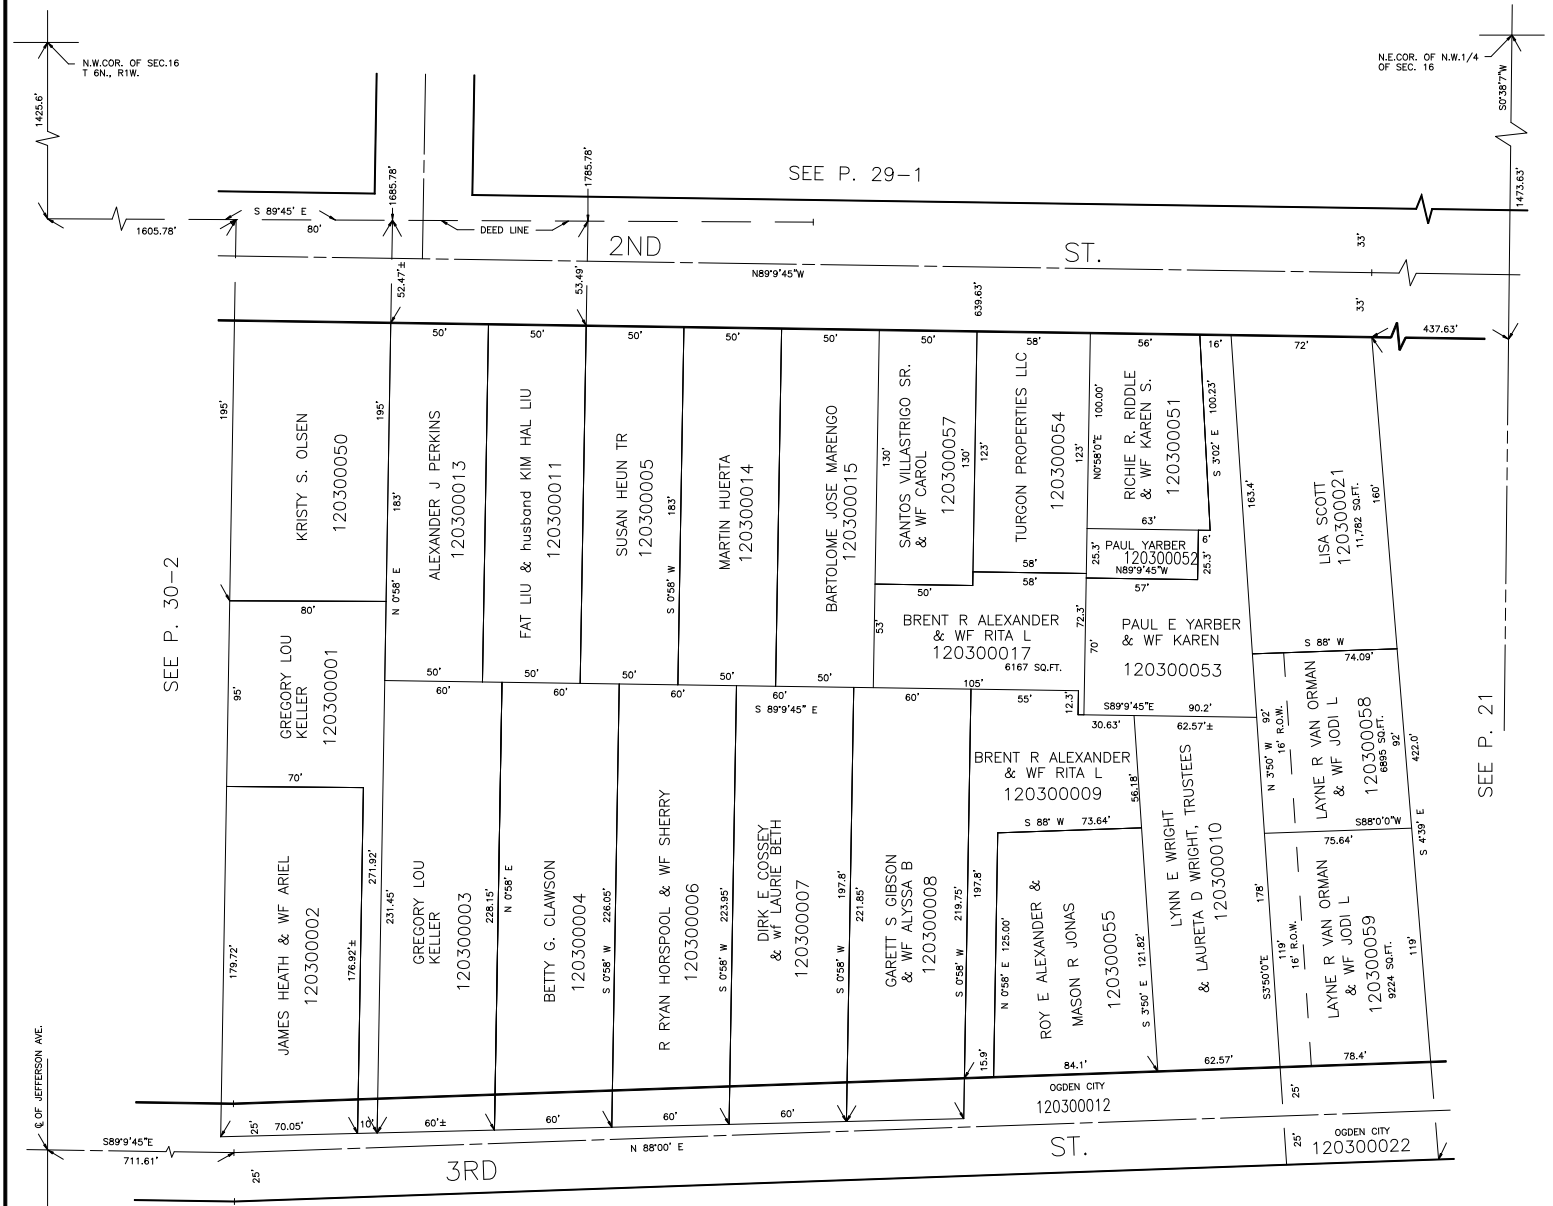 N.W.COR. OF SEC.16
T 6N., R1W.
N.E.COR. OF N.W.1/4
OF SEC. 16
1425.6'
S0°38'7"W
1473.63'
SEE P. 29-1
1685.78'
1785.78'
S 89°45' E
80'
1605.78'
DEED LINE
2ND ST.
N89°9'45"W
33'
33'
52.47'±
53.49'
639.63'
437.63'
50'
50'
50'
50'
50'
50'
58'
56'
16'
72'
195'
KRISTY S. OLSEN
120300050
195'
80'
N 0°58' E 183'
ALEXANDER J PERKINS
120300013
50'
FAT LIU & husband KIM HAL LIU
120300011
50'
SUSAN HEUN TR
120300005
S 0°58' W 183'
50'
MARTIN HUERTA
120300014
50'
BARTOLOME JOSE MARENGO
120300015
50'
130'
SANTOS VILLASTRIGO SR.
& WF CAROL
120300057
130'
50'
123'
TURGON PROPERTIES LLC
120300054
123'
58'
58'
N0°58'0"E 100.00'
RICHIE R. RIDDLE
& WF KAREN S.
120300051
63'
S 3°02' E 100.23'
25.3'
PAUL YARBER
120300052
N89°9'45"W
6'
25.3'
57'
163.4'
LISA SCOTT
120300021
11,782 SQ.FT.
160'
S 88° W
74.09'
SEE P. 30-2
SEE P. 21
BRENT R ALEXANDER
& WF RITA L
120300017
6167 SQ.FT.
53'
72.3'
105'
70'
PAUL E YARBER
& WF KAREN
120300053
12.3'
S89°9'45"E 90.2'
95'
GREGORY LOU
KELLER
120300001
70'
60'
60'
60'
60'
S 89°9'45" E
60'
55'
30.63'
62.57'±
179.72'
JAMES HEATH & WF ARIEL
120300002
176.92'±
271.92'
231.45'
GREGORY LOU
KELLER
120300003
228.15'
N 0°58' E
BETTY G. CLAWSON
120300004
S 0°58' W 226.05'
R RYAN HORSPOOL & WF SHERRY
120300006
S 0°58' W 223.95'
DIRK E COSSEY
& wf LAURIE BETH
120300007
S 0°58' W 197.8'
221.85'
GARETT S GIBSON
& WF ALYSSA B
120300008
S 0°58' W 219.75'
197.8'
BRENT R ALEXANDER
& WF RITA L
120300009
56.18'
S 88° W 73.64'
N 0°58' E 125.00'
ROY E ALEXANDER &
MASON R JONAS
120300055
S 3°50' E 121.82'
15.9'
84.1'
LYNN E WRIGHT
& LAURETA D WRIGHT, TRUSTEES
120300010
62.57'
178'
S3°50'0"E
N 3°50' W 92'
16' R.O.W.
LAYNE R VAN ORMAN
& WF JODI L
120300058
6895 SQ.FT.
92'
422.0'
S88°0'0"W
75.64'
S 4°39' E
119'
16' R.O.W.
LAYNE R VAN ORMAN
& WF JODI L
120300059
9224 SQ.FT.
119'
78.4'
℄ OF JEFFERSON AVE.
S89°9'45"E
711.61'
25'
25'
70.05'
10'
60'±
60'
60'
60'
N 88°00' E
3RD ST.
OGDEN CITY
120300012
25'
25'
OGDEN CITY
120300022